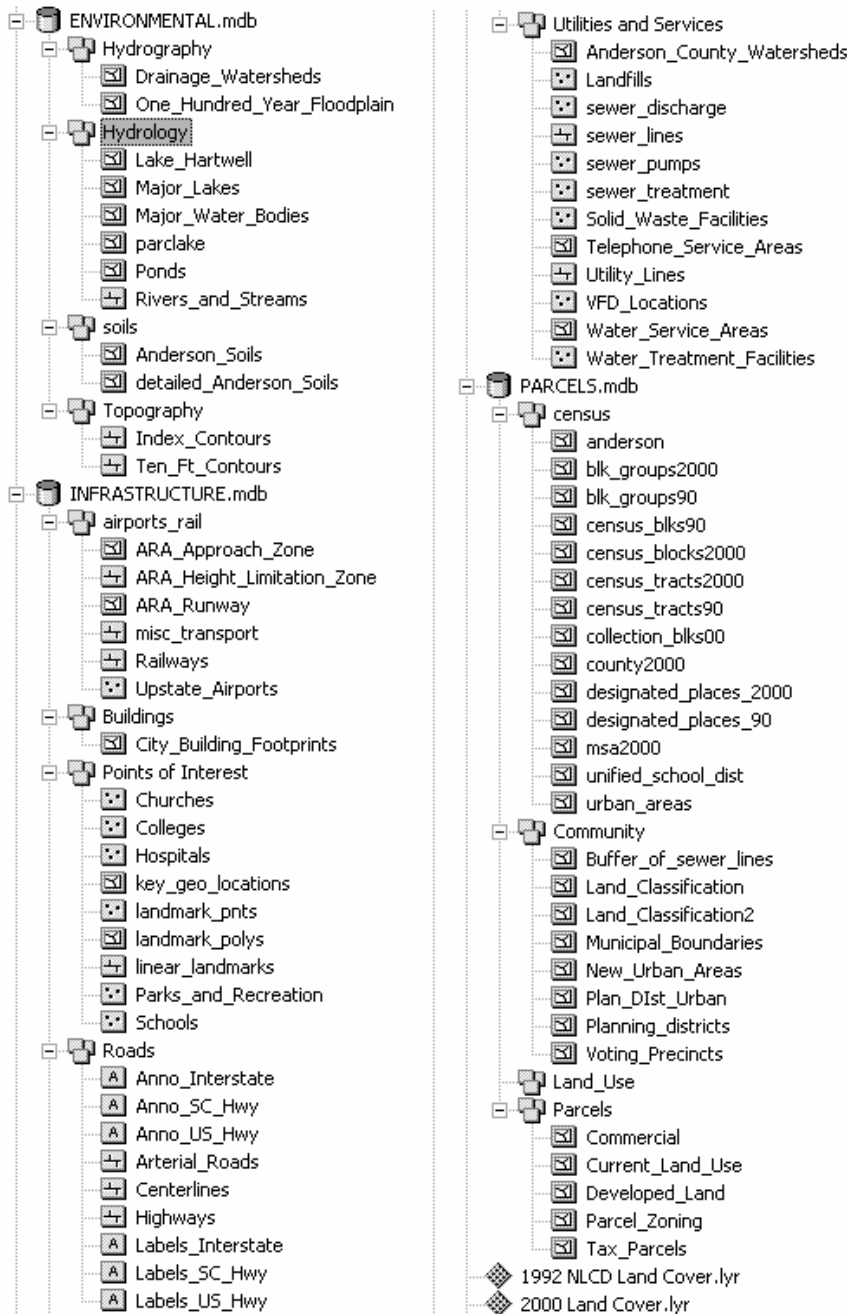 ENVIRONMENTAL.mdb
Hydrography
Drainage_Watersheds
One_Hundred_Year_Floodplain
Hydrology
Lake_Hartwell
Major_Lakes
Major_Water_Bodies
parclake
Ponds
Rivers_and_Streams
soils
Anderson_Soils
detailed_Anderson_Soils
Topography
Index_Contours
Ten_Ft_Contours
INFRASTRUCTURE.mdb
airports_rail
ARA_Approach_Zone
ARA_Height_Limitation_Zone
ARA_Runway
misc_transport
Railways
Upstate_Airports
Buildings
City_Building_Footprints
Points of Interest
Churches
Colleges
Hospitals
key_geo_locations
landmark_pnts
landmark_polys
linear_landmarks
Parks_and_Recreation
Schools
Roads
A Anno_Interstate
A Anno_SC_Hwy
A Anno_US_Hwy
Arterial_Roads
Centerlines
Highways
A Labels_Interstate
A Labels_SC_Hwy
A Labels_US_Hwy
Utilities and Services
Anderson_County_Watersheds
Landfills
sewer_discharge
sewer_lines
sewer_pumps
sewer_treatment
Solid_Waste_Facilities
Telephone_Service_Areas
Utility_Lines
VFD_Locations
Water_Service_Areas
Water_Treatment_Facilities
PARCELS.mdb
census
anderson
blk_groups2000
blk_groups90
census_blks90
census_blocks2000
census_tracts2000
census_tracts90
collection_blks00
county2000
designated_places_2000
designated_places_90
msa2000
unified_school_dist
urban_areas
Community
Buffer_of_sewer_lines
Land_Classification
Land_Classification2
Municipal_Boundaries
New_Urban_Areas
Plan_DIst_Urban
Planning_districts
Voting_Precincts
Land_Use
Parcels
Commercial
Current_Land_Use
Developed_Land
Parcel_Zoning
Tax_Parcels
1992 NLCD Land Cover.lyr
2000 Land Cover.lyr